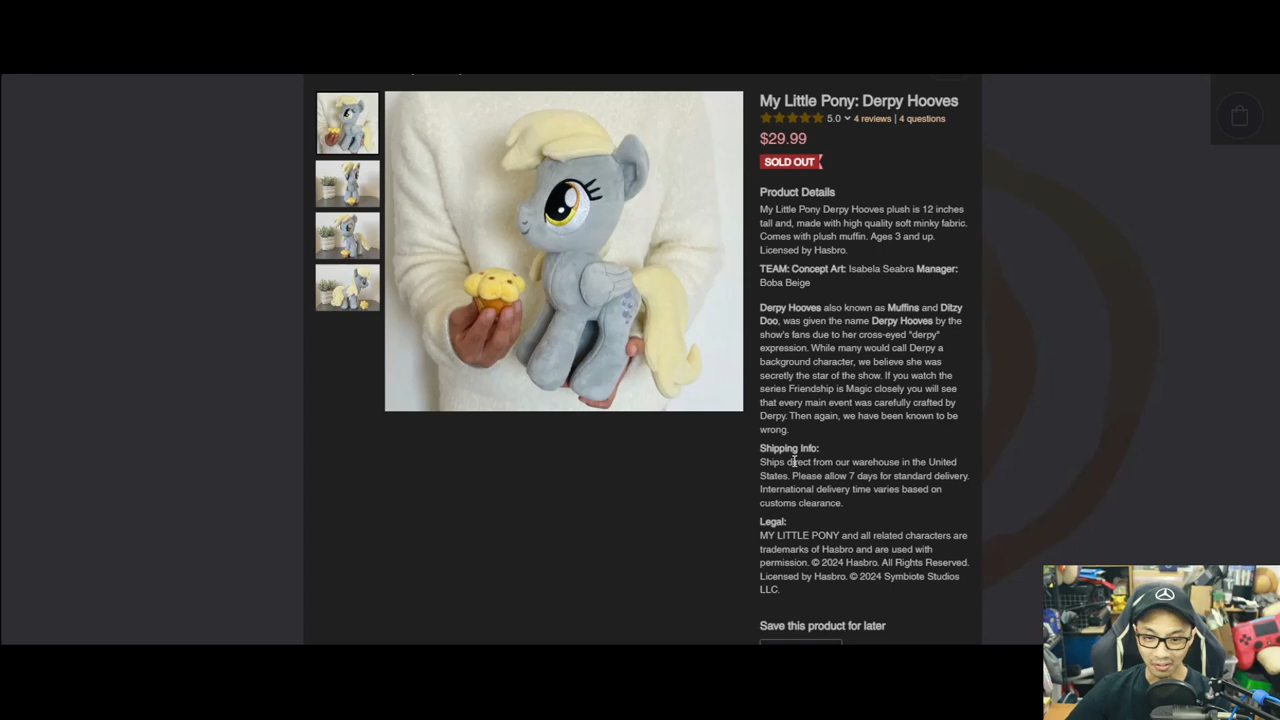 My Little Pony: Derpy Hooves
5.0 4 reviews | 4 questions
$29.99
SOLD OUT
Product Details
My Little Pony Derpy Hooves plush is 12 inches
tall and, made with high quality soft minky fabric.
Comes with plush muffin. Ages 3 and up.
Licensed by Hasbro.
TEAM: Concept Art: Isabela Seabra Manager:
Boba Beige
Derpy Hooves also known as Muffins and Ditzy
Doo, was given the name Derpy Hooves by the
show's fans due to her cross-eyed "derpy"
expression. While many would call Derpy a
background character, we believe she was
secretly the star of the show. If you watch the
series Friendship is Magic closely you will see
that every main event was carefully crafted by
Derpy. Then again, we have been known to be
wrong.
Shipping Info:
Ships direct from our warehouse in the United
States. Please allow 7 days for standard delivery.
International delivery time varies based on
customs clearance.
Legal:
MY LITTLE PONY and all related characters are
trademarks of Hasbro and are used with
permission. © 2024 Hasbro. All Rights Reserved.
Licensed by Hasbro. © 2024 Symbiote Studios
LLC.
Save this product for later